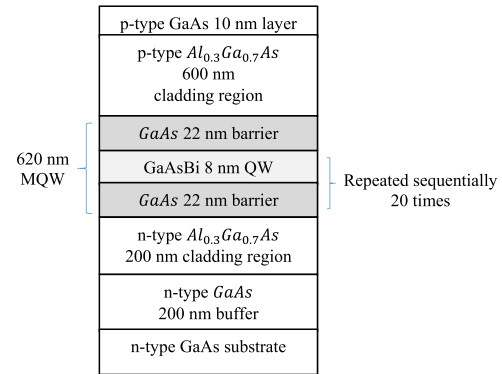 p-type GaAs 10 nm layer
p-type Al₀.₃Ga₀.₇As
600 nm
cladding region
GaAs 22 nm barrier
620 nm
MQW
GaAsBi 8 nm QW
Repeated sequentially
20 times
GaAs 22 nm barrier
n-type Al₀.₃Ga₀.₇As
200 nm cladding region
n-type GaAs
200 nm buffer
n-type GaAs substrate